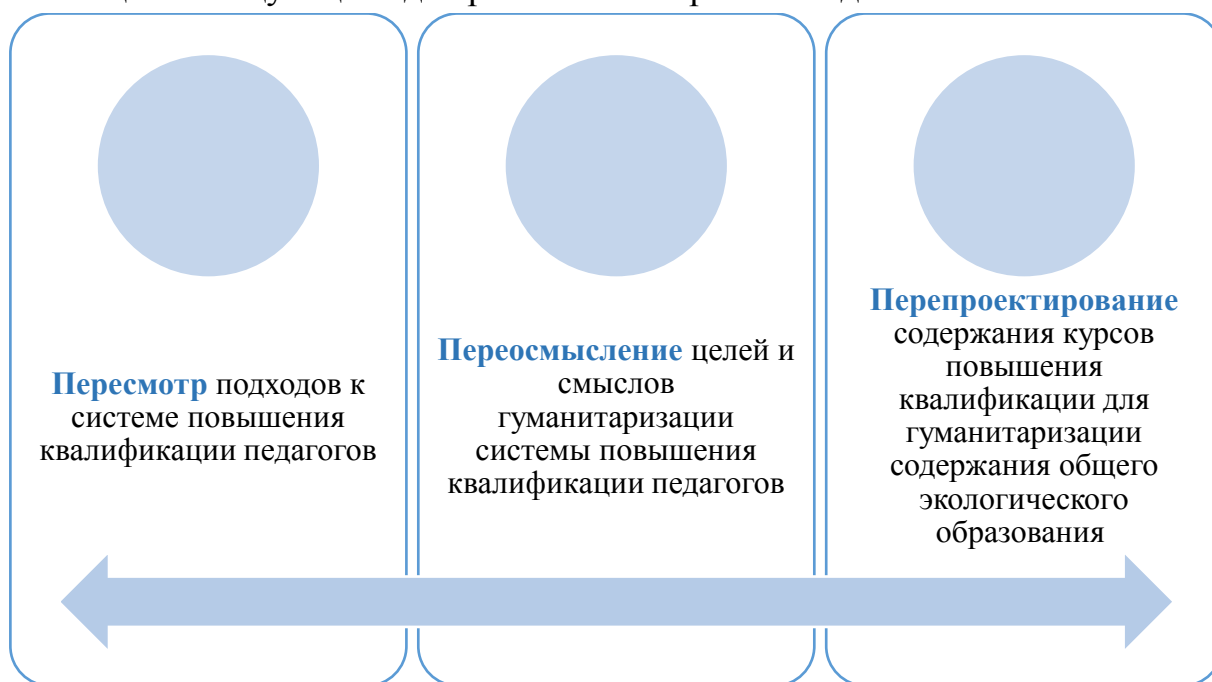 Пересмотр подходов к
системе повышения
квалификации педагогов
Переосмысление целей и
смыслов
гуманитаризации
системы повышения
квалификации педагогов
Перепроектирование
содержания курсов
повышения
квалификации для
гуманитаризации
содержания общего
экологического
образования